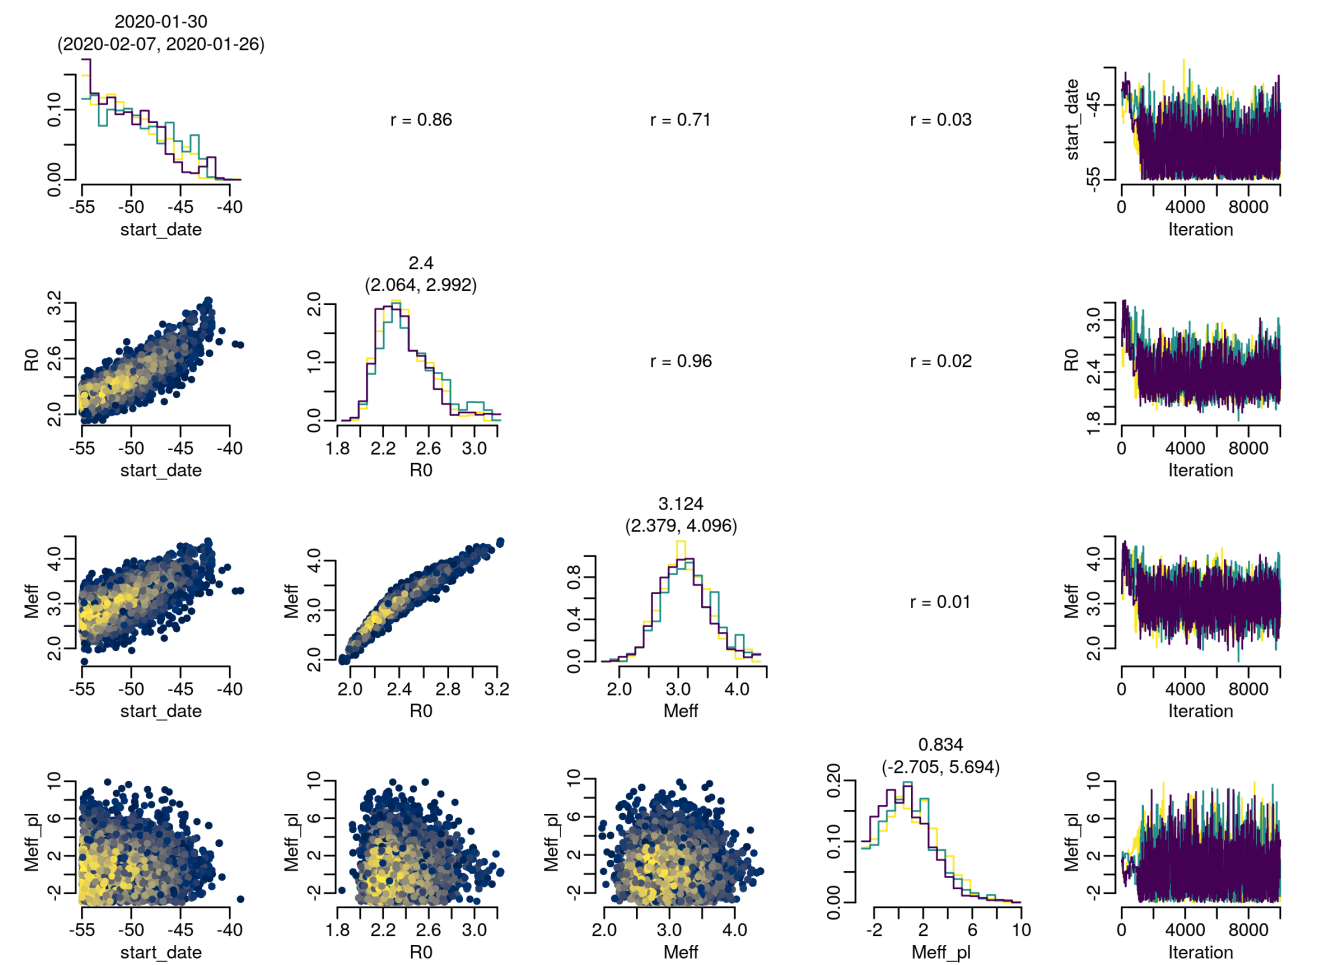 2020-01-30
(2020-02-07, 2020-01-26)
0.00 0.10
-55 -50 -45 -40
start_date
r = 0.86
r = 0.71
r = 0.03
start_date
-55 -45
0 4000 8000
Iteration
R0
2.0 2.6 3.2
-55 -50 -45 -40
start_date
2.4
(2.064, 2.992)
0.0 1.0 2.0
1.8 2.2 2.6 3.0
R0
r = 0.96
r = 0.02
R0
1.8 2.4 3.0
0 4000 8000
Iteration
Meff
2.0 3.0 4.0
-55 -50 -45 -40
start_date
Meff
2.0 3.0 4.0
2.0 2.4 2.8 3.2
R0
3.124
(2.379, 4.096)
0.0 0.4 0.8
2.0 3.0 4.0
Meff
r = 0.01
Meff
2.0 3.0 4.0
0 4000 8000
Iteration
Meff_pl
-2 2 6 10
-55 -50 -45 -40
start_date
Meff_pl
-2 2 6 10
1.8 2.2 2.6 3.0
R0
Meff_pl
-2 2 6 10
2.0 3.0 4.0
Meff
0.834
(-2.705, 5.694)
0.00 0.10 0.20
-2 2 6 10
Meff_pl
Meff_pl
-2 2 6 10
0 4000 8000
Iteration